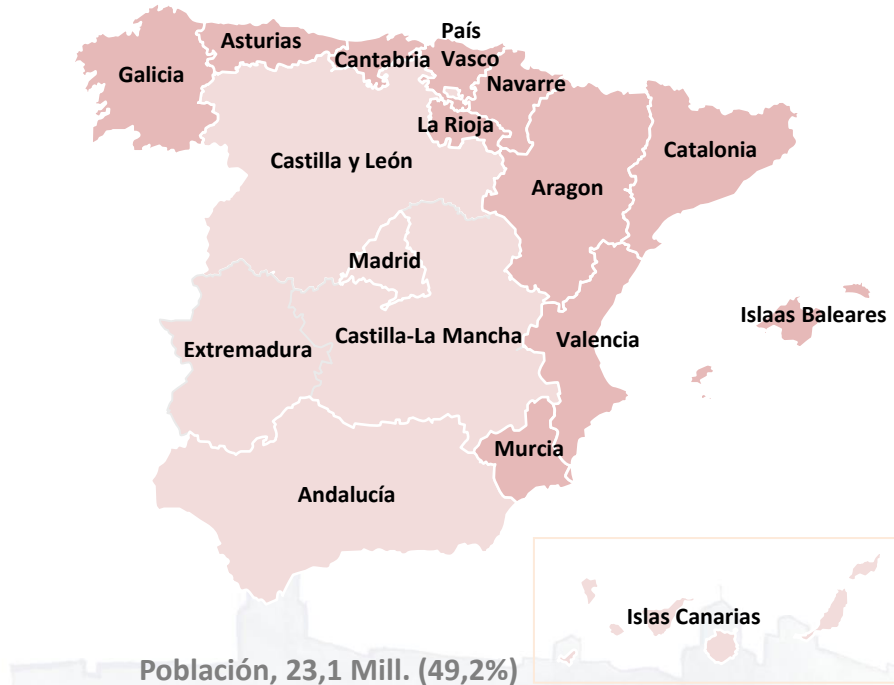 País
Asturias
Cantabria
Vasco
Galicia
Navarre
La Rioja
Catalonia
Castilla y León
Aragon
Madrid
Islaas Baleares
Castilla-La Mancha
Valencia
Extremadura
Murcia
Andalucía
Islas Canarias
Población, 23,1 Mill. (49,2%)